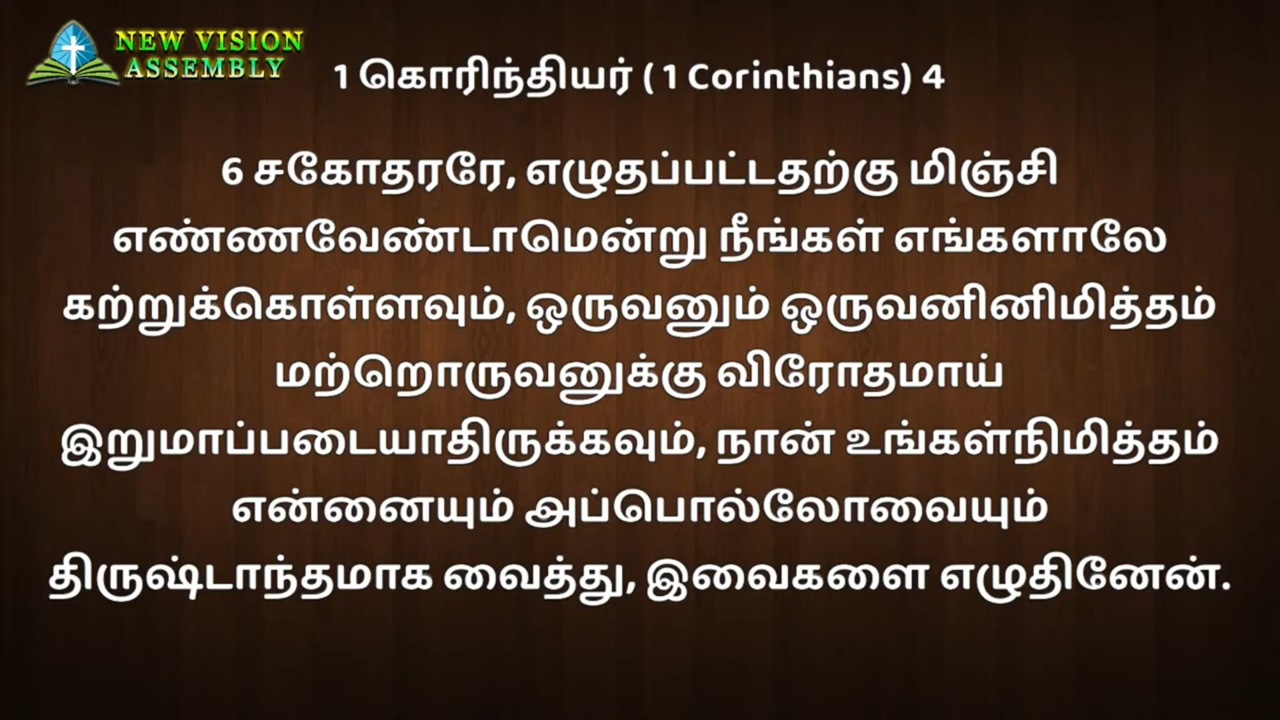 NEW VISION
ASSEMBLY
1 கொரிந்தியர் ( 1 Corinthians) 4
6 சகோதரரே, எழுதப்பட்டதற்கு மிஞ்சி
எண்ணவேண்டாமென்று நீங்கள் எங்களாலே
கற்றுக்கொள்ளவும், ஒருவனும் ஒருவனினிமித்தம்
மற்றொருவனுக்கு விரோதமாய்
இறுமாப்படையாதிருக்கவும், நான் உங்கள்நிமித்தம்
என்னையும் அப்பொல்லோவையும்
திருஷ்டாந்தமாக வைத்து, இவைகளை எழுதினேன்.